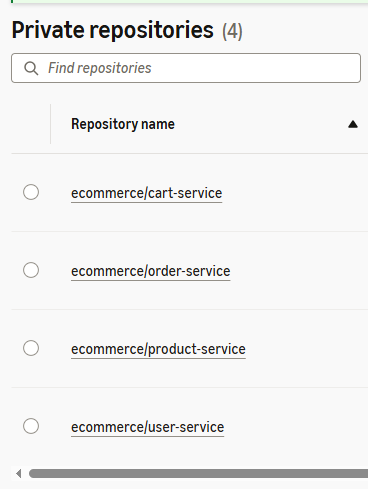 Private repositories (4)
Find repositories
Repository name
ecommerce/cart-service
ecommerce/order-service
ecommerce/product-service
ecommerce/user-service